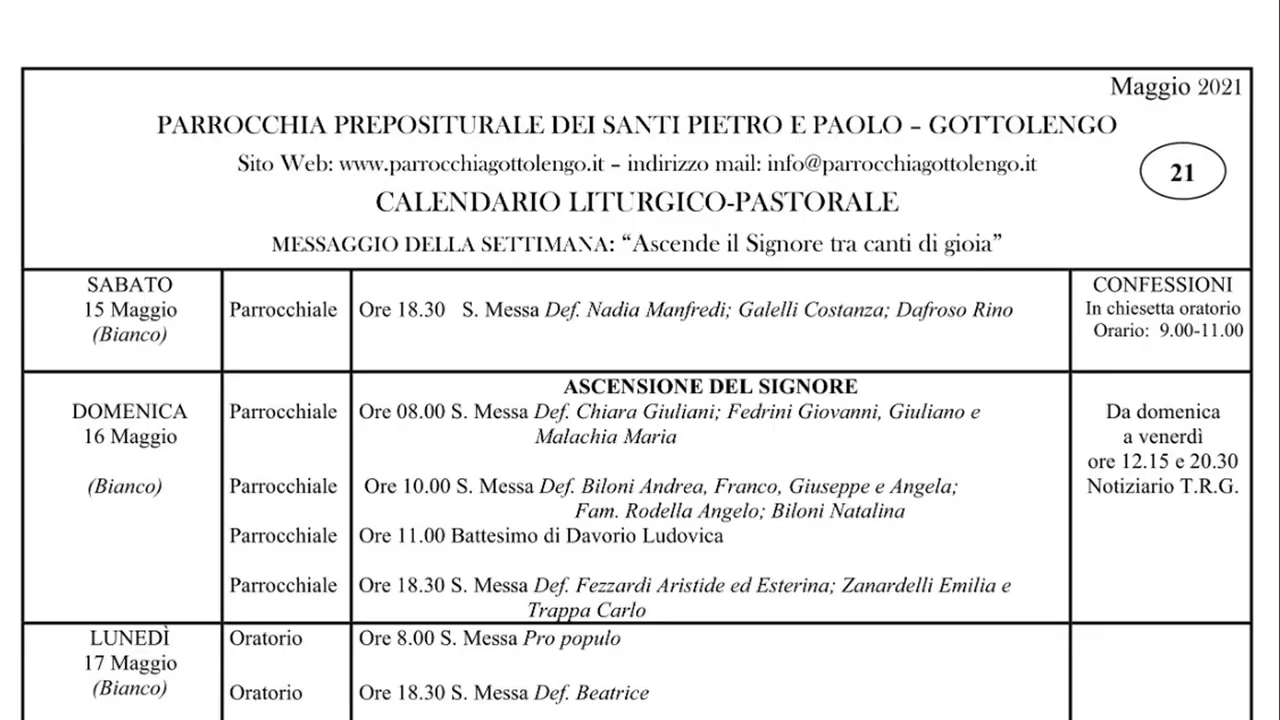 Maggio 2021
PARROCCHIA PREPOSITURALE DEI SANTI PIETRO E PAOLO – GOTTOLENGO
Sito Web: www.parrocchiagottolengo.it – indirizzo mail: info@parrocchiagottolengo.it
21
CALENDARIO LITURGICO-PASTORALE
MESSAGGIO DELLA SETTIMANA: “Ascende il Signore tra canti di gioia”
SABATO
15 Maggio
(Bianco)
Parrocchiale
Ore 18.30 S. Messa Def. Nadia Manfredi; Galelli Costanza; Dafroso Rino
CONFESSIONI
In chiesetta oratorio
Orario: 9.00-11.00
DOMENICA
16 Maggio
(Bianco)
ASCENSIONE DEL SIGNORE
Parrocchiale
Ore 08.00 S. Messa Def. Chiara Giuliani; Fedrini Giovanni, Giuliano e
Malachia Maria
Parrocchiale
Ore 10.00 S. Messa Def. Biloni Andrea, Franco, Giuseppe e Angela;
Fam. Rodella Angelo; Biloni Natalina
Parrocchiale
Ore 11.00 Battesimo di Davorio Ludovica
Parrocchiale
Ore 18.30 S. Messa Def. Fezzardi Aristide ed Esterina; Zanardelli Emilia e
Trappa Carlo
Da domenica
a venerdì
ore 12.15 e 20.30
Notiziario T.R.G.
LUNEDÌ
17 Maggio
(Bianco)
Oratorio
Ore 8.00 S. Messa Pro populo
Oratorio
Ore 18.30 S. Messa Def. Beatrice